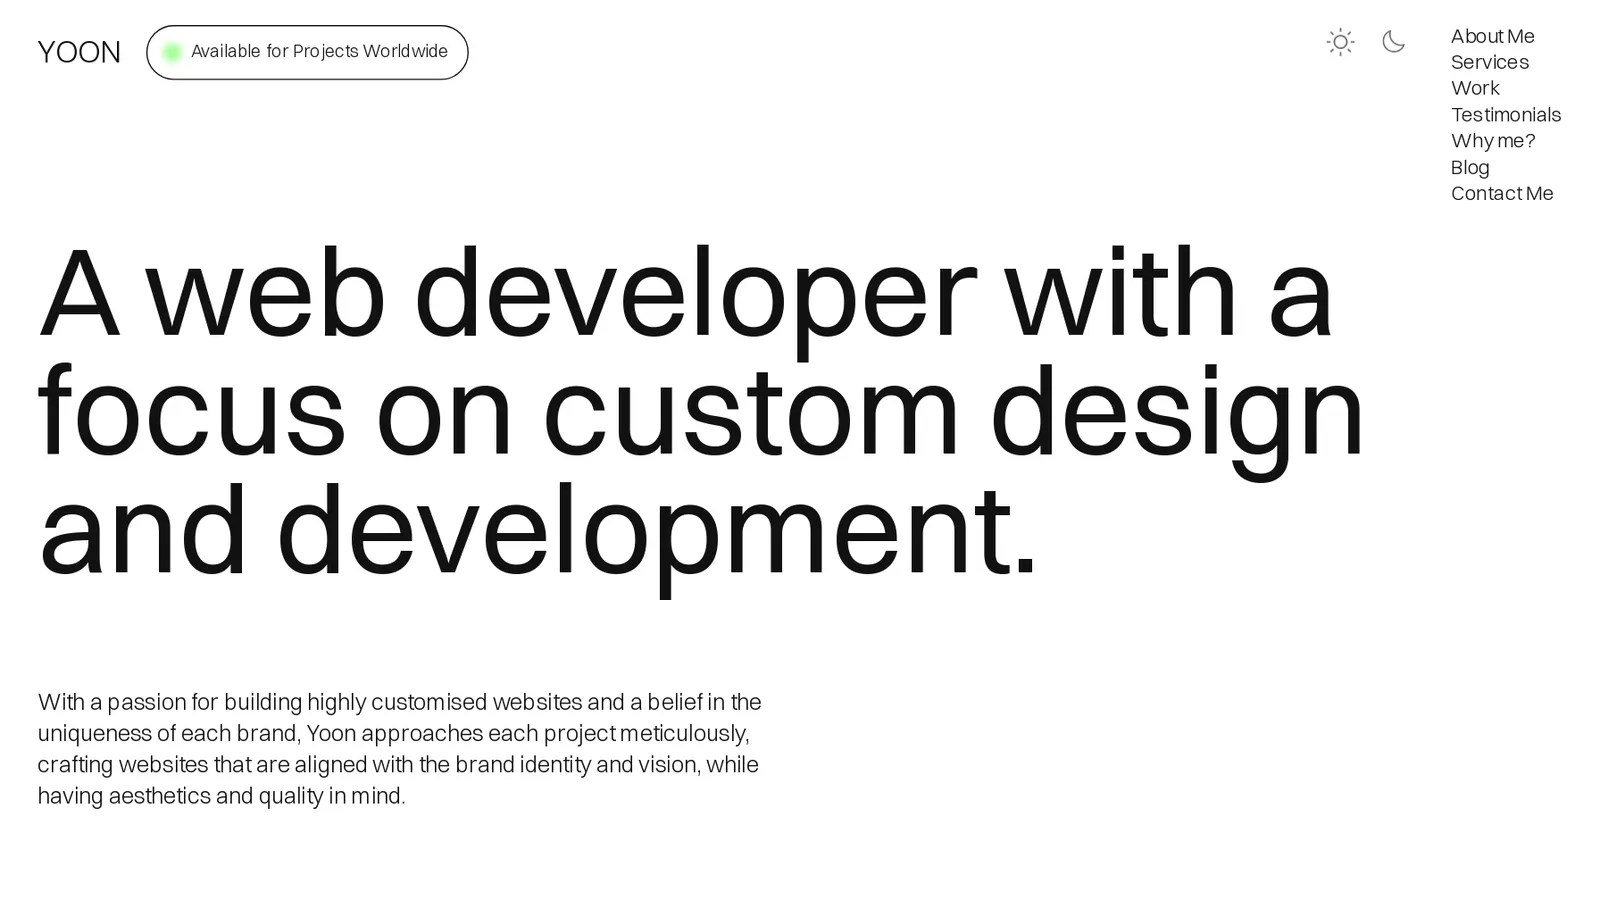 YOON
Available for Projects Worldwide
About Me
Services
Work
Testimonials
Why me?
Blog
Contact Me
A web developer with a
focus on custom design
and development.
With a passion for building highly customised websites and a belief in the
uniqueness of each brand, Yoon approaches each project meticulously,
crafting websites that are aligned with the brand identity and vision, while
having aesthetics and quality in mind.